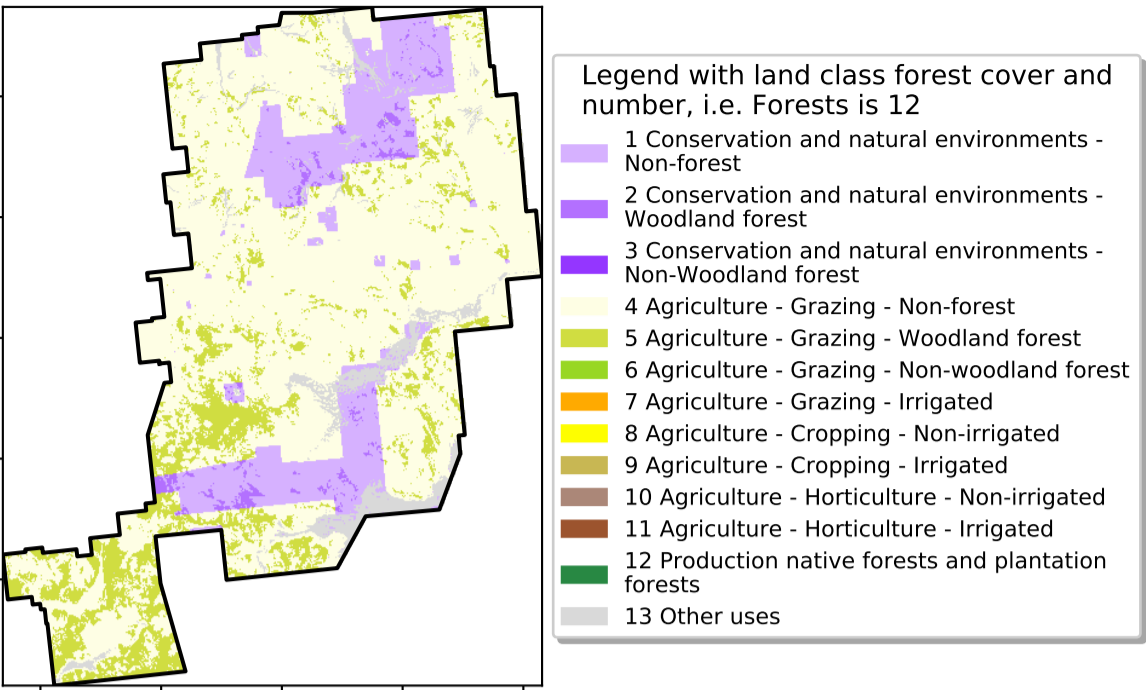 Legend with land class forest cover and
number, i.e. Forests is 12
1 Conservation and natural environments -
Non-forest
2 Conservation and natural environments -
Woodland forest
3 Conservation and natural environments -
Non-Woodland forest
4 Agriculture - Grazing - Non-forest
5 Agriculture - Grazing - Woodland forest
6 Agriculture - Grazing - Non-woodland forest
7 Agriculture - Grazing - Irrigated
8 Agriculture - Cropping - Non-irrigated
9 Agriculture - Cropping - Irrigated
10 Agriculture - Horticulture - Non-irrigated
11 Agriculture - Horticulture - Irrigated
12 Production native forests and plantation
forests
13 Other uses